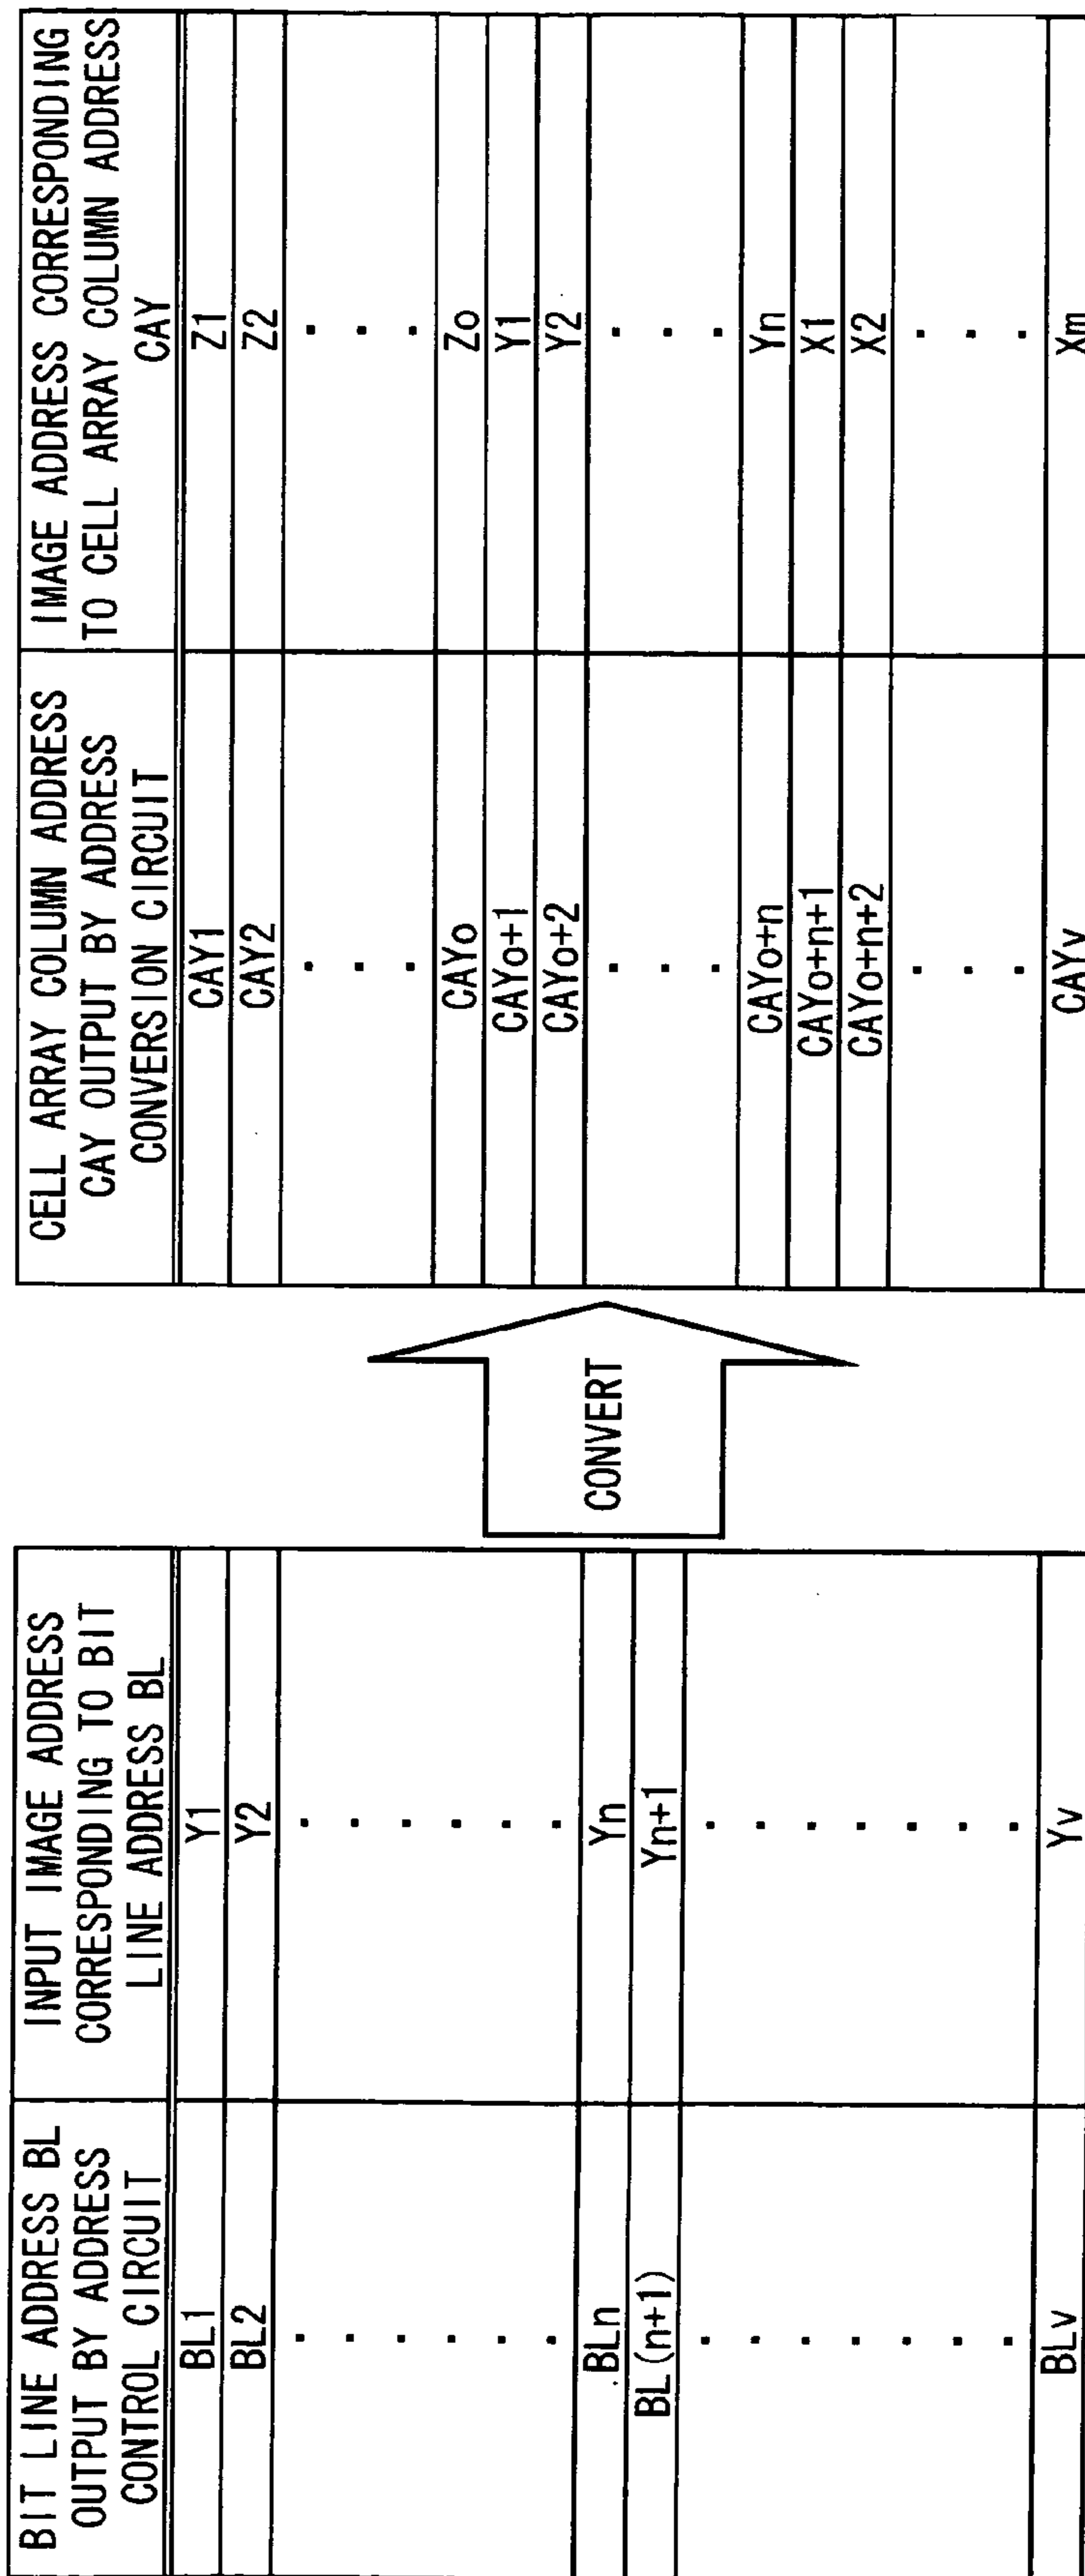 BIT LINE ADDRESS BL
OUTPUT BY ADDRESS
CONTROL CIRCUIT
INPUT IMAGE ADDRESS
CORRESPONDING TO BIT
LINE ADDRESS BL
BL1 Y1
BL2 Y2
BLn Yn
BL(n+1) Yn+1
BLv Yv
CONVERT
CELL ARRAY COLUMN ADDRESS
CAY OUTPUT BY ADDRESS
CONVERSION CIRCUIT
IMAGE ADDRESS CORRESPONDING
TO CELL ARRAY COLUMN ADDRESS
CAY
CAY1 Z1
CAY2 Z2
CAYo Zo
CAYo+1 Y1
CAYo+2 Y2
CAYo+n Yn
CAYo+n+1 X1
CAYo+n+2 X2
CAYv Xm